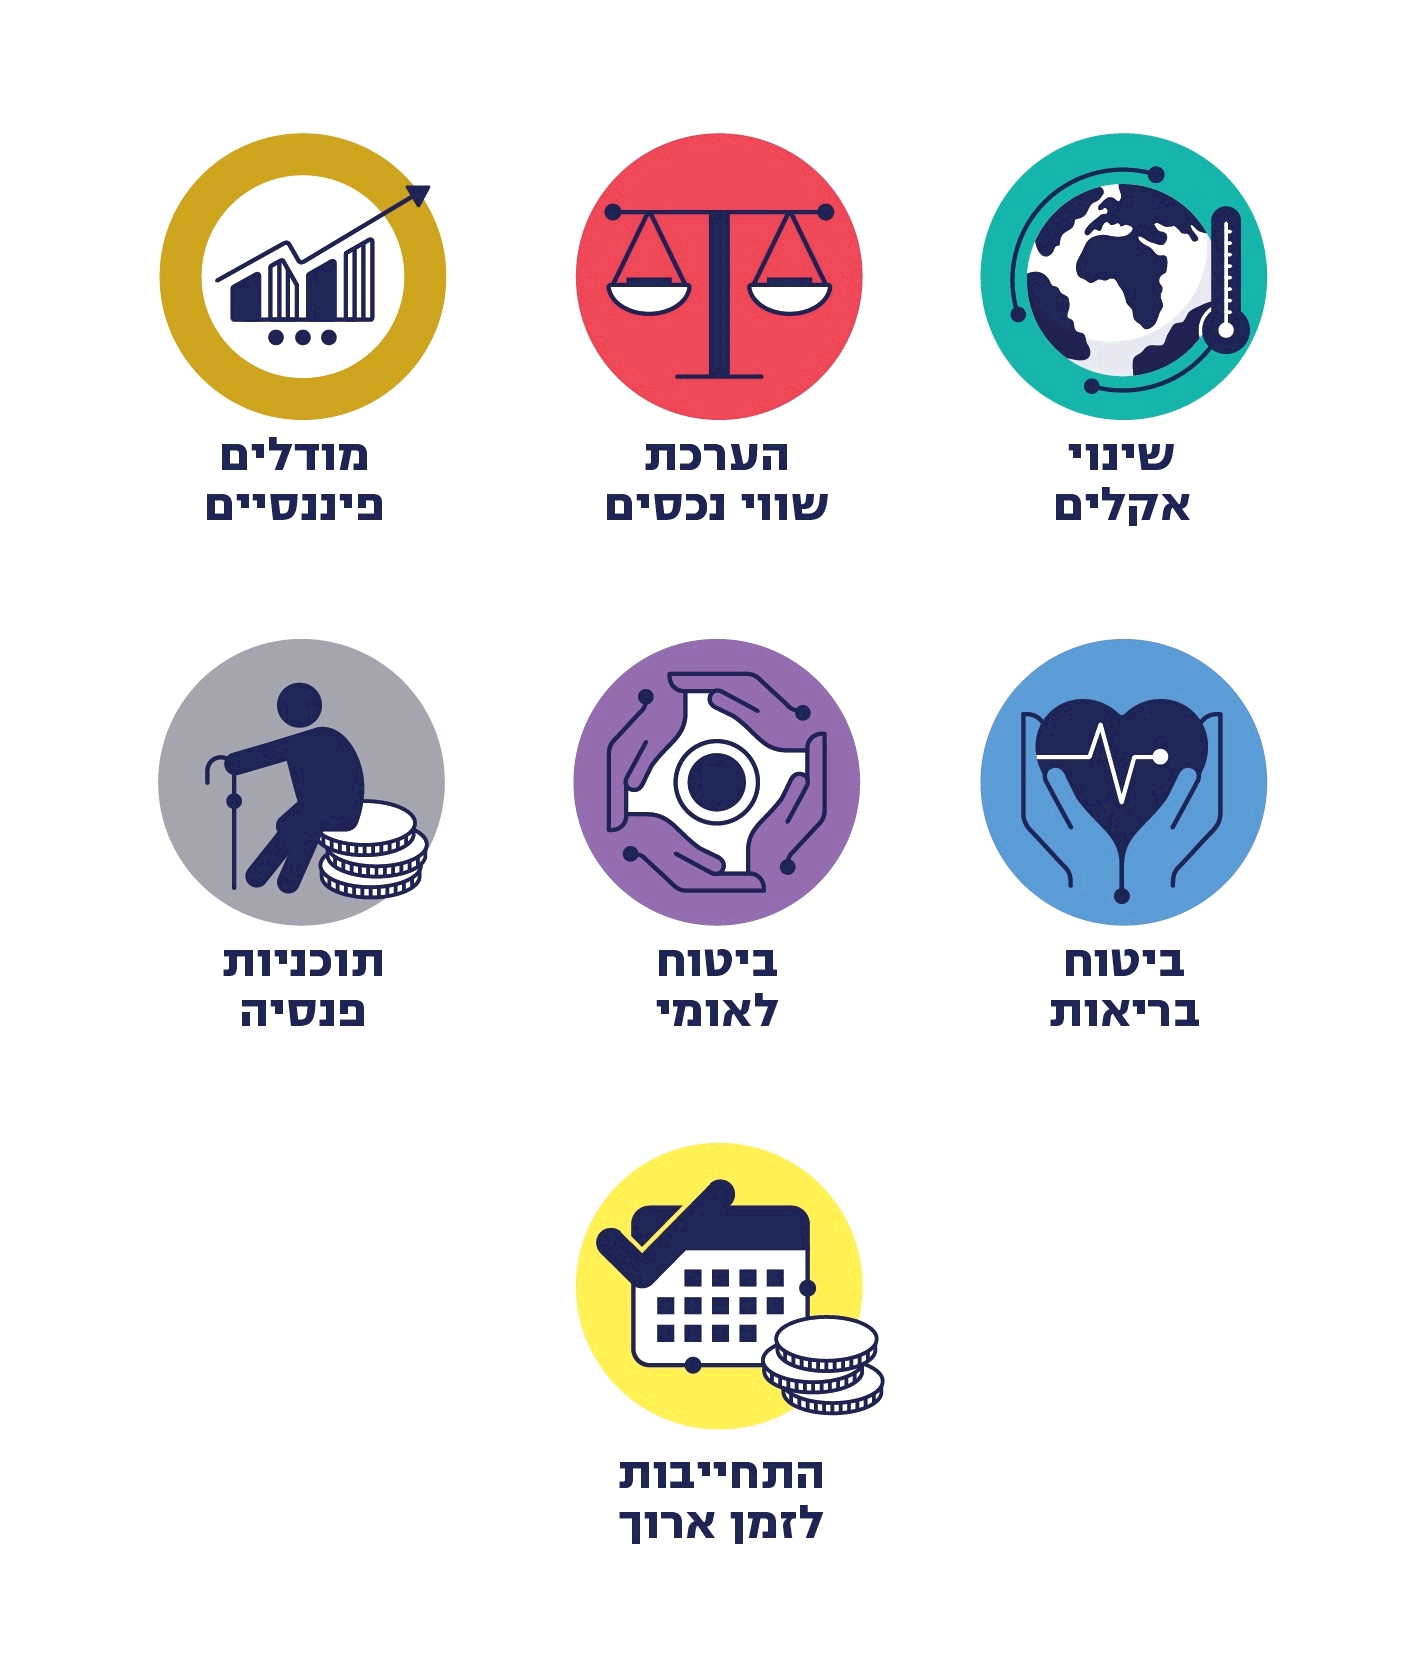 שינוי
אקלים
הערכת
שווי נכסים
מודלים
פיננסיים
ביטוח
בריאות
ביטוח
לאומי
תוכניות
פנסיה
התחייבות
לזמן ארוך